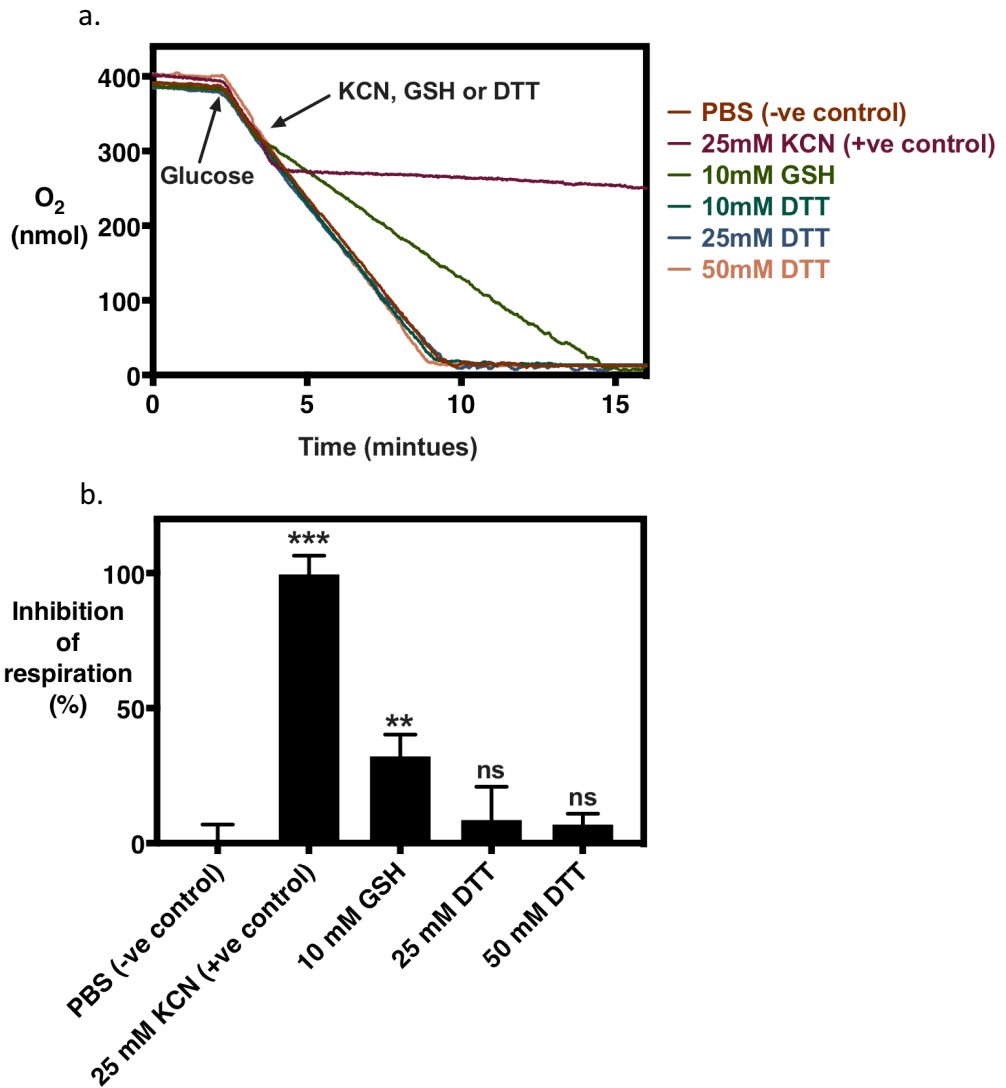 a.
400
300
200
100
0
O2
(nmol)
Glucose
KCN, GSH or DTT
0 5 10 15
Time (mintues)
PBS (-ve control)
25mM KCN (+ve control)
10mM GSH
10mM DTT
25mM DTT
50mM DTT
b.
Inhibition
of
respiration
(%)
100
50
0
***
**
ns
ns
PBS (-ve control)
25 mM KCN (+ve control)
10 mM GSH
25 mM DTT
50 mM DTT